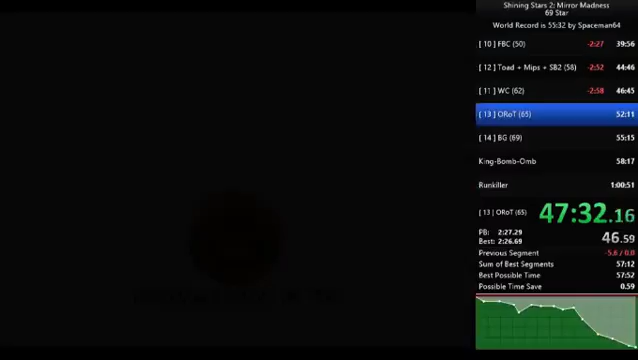 Shining Stars 2: Mirror Madness
69 Star
World Record is 55:32 by Spaceman64
[ 10 ] FBC (50) -2:27 39:56
[ 12 ] Toad + Mips + SB2 (58) -2:52 44:46
[ 11 ] WC (62) -2:58 46:45
[ 13 ] ORoT (65) 52:11
[ 14 ] BG (69) 55:15
King-Bomb-Omb 58:17
Runkiller 1:00:51
[ 13 ] ORoT (65) 47:32.16
PB: 2:27.29
Best: 2:26.69 46.59
Previous Segment -5.6 / 0.0
Sum of Best Segments 57:12
Best Possible Time 57:52
Possible Time Save 0.59